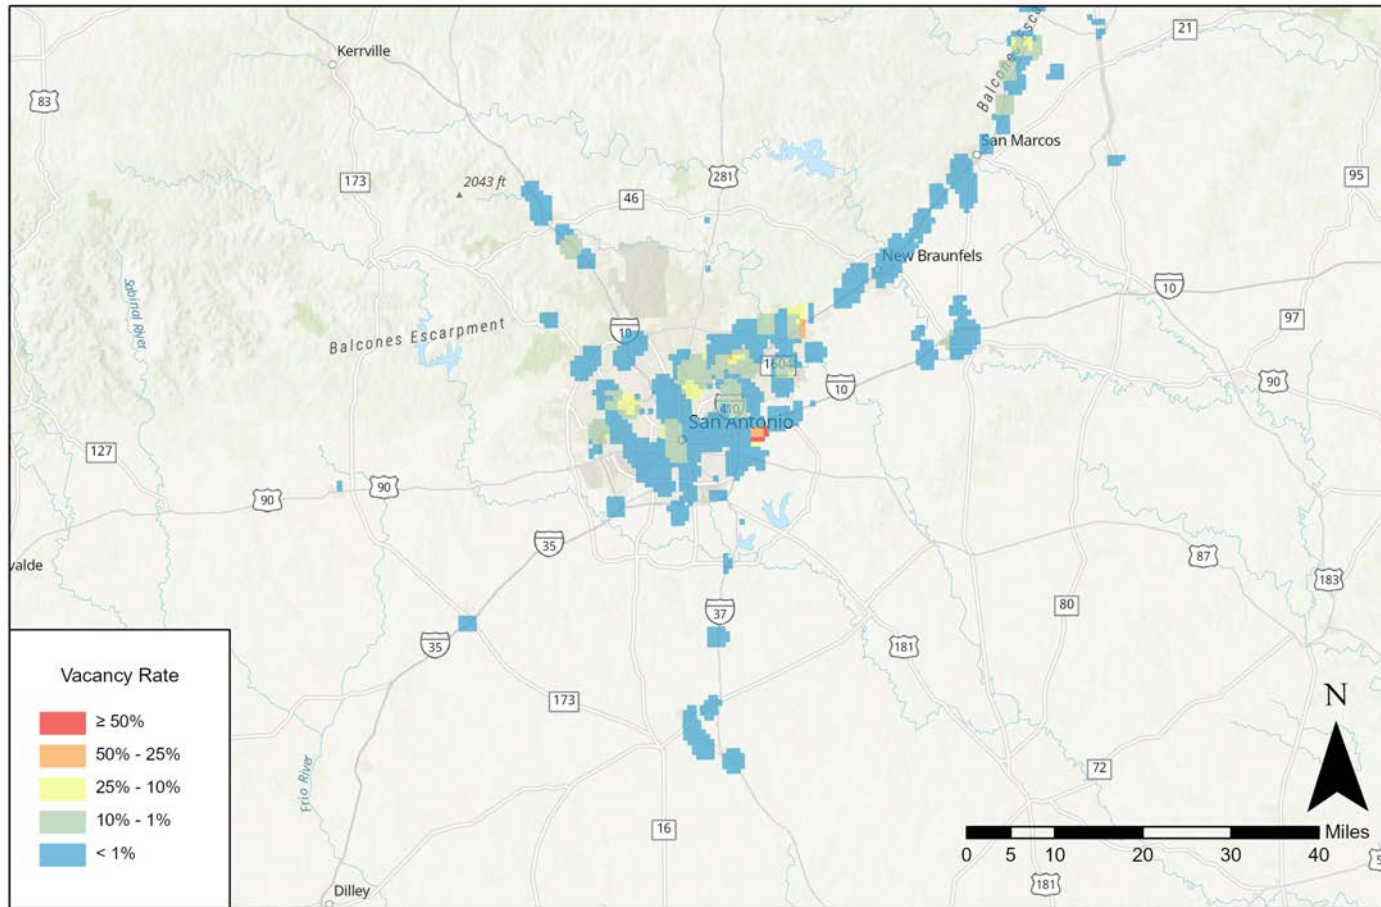 Kerrville
21
83
Balcones Esca
San Marcos
173
2043 ft
46
281
95
New Braunfels
10
Sabinal River
Balcones Escarpment
10
97
1604
10
90
410
San Antonio
127
90
90
35
87
valde
183
37
80
35
181
Vacancy Rate
≥ 50%
50% - 25%
25% - 10%
10% - 1%
< 1%
173
N
Frio River
72
16
Miles
0 5 10 20 30 40
181
Dilley